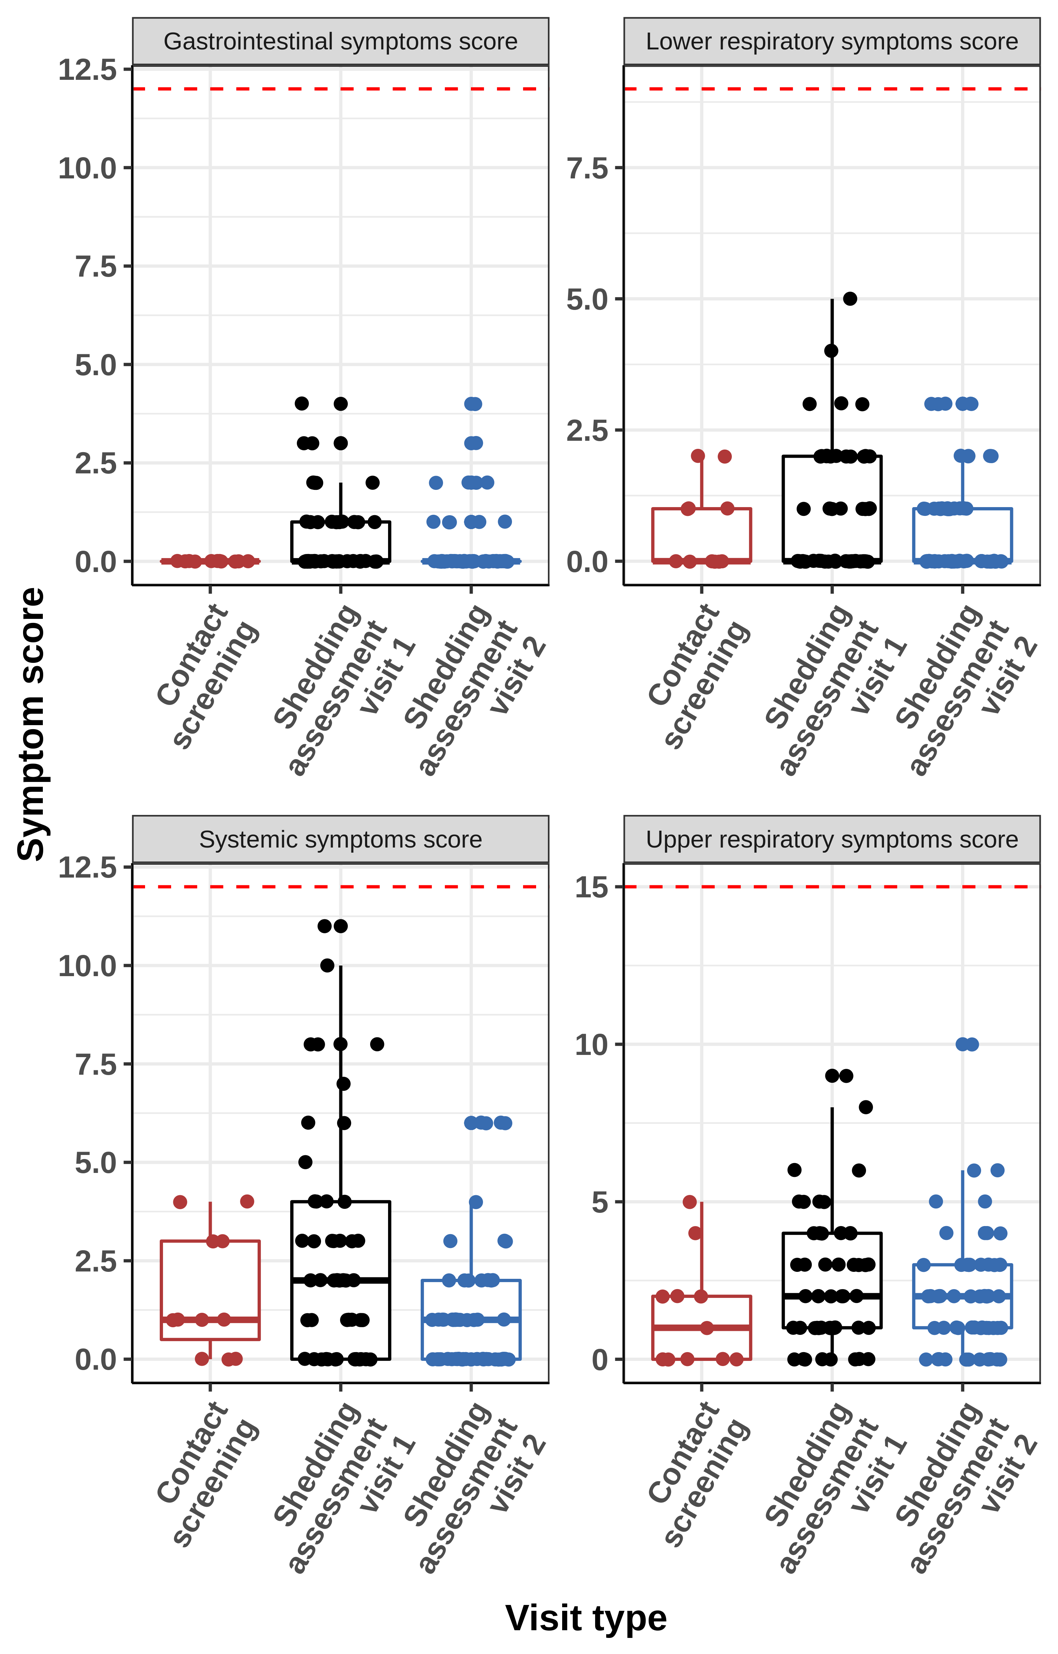 Gastrointestinal symptoms score
Lower respiratory symptoms score
12.5
10.0
7.5
5.0
2.5
0.0
7.5
5.0
2.5
0.0
Contact
screening
Shedding
assessment
visit 1
Shedding
assessment
visit 2
Contact
screening
Shedding
assessment
visit 1
Shedding
assessment
visit 2
Symptom score
Systemic symptoms score
Upper respiratory symptoms score
12.5
10.0
7.5
5.0
2.5
0.0
15
10
5
0
Contact
screening
Shedding
assessment
visit 1
Shedding
assessment
visit 2
Contact
screening
Shedding
assessment
visit 1
Shedding
assessment
visit 2
Visit type